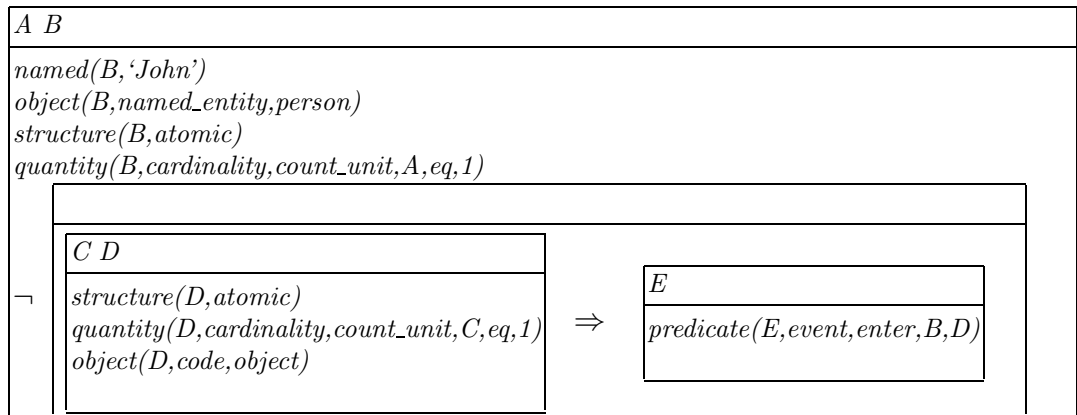 A B
named(B,‘John’)
object(B,named_entity,person)
structure(B,atomic)
quantity(B,cardinality,count_unit,A,eq,1)
¬
C D
structure(D,atomic)
quantity(D,cardinality,count_unit,C,eq,1)
object(D,code,object)
⇒
E
predicate(E,event,enter,B,D)